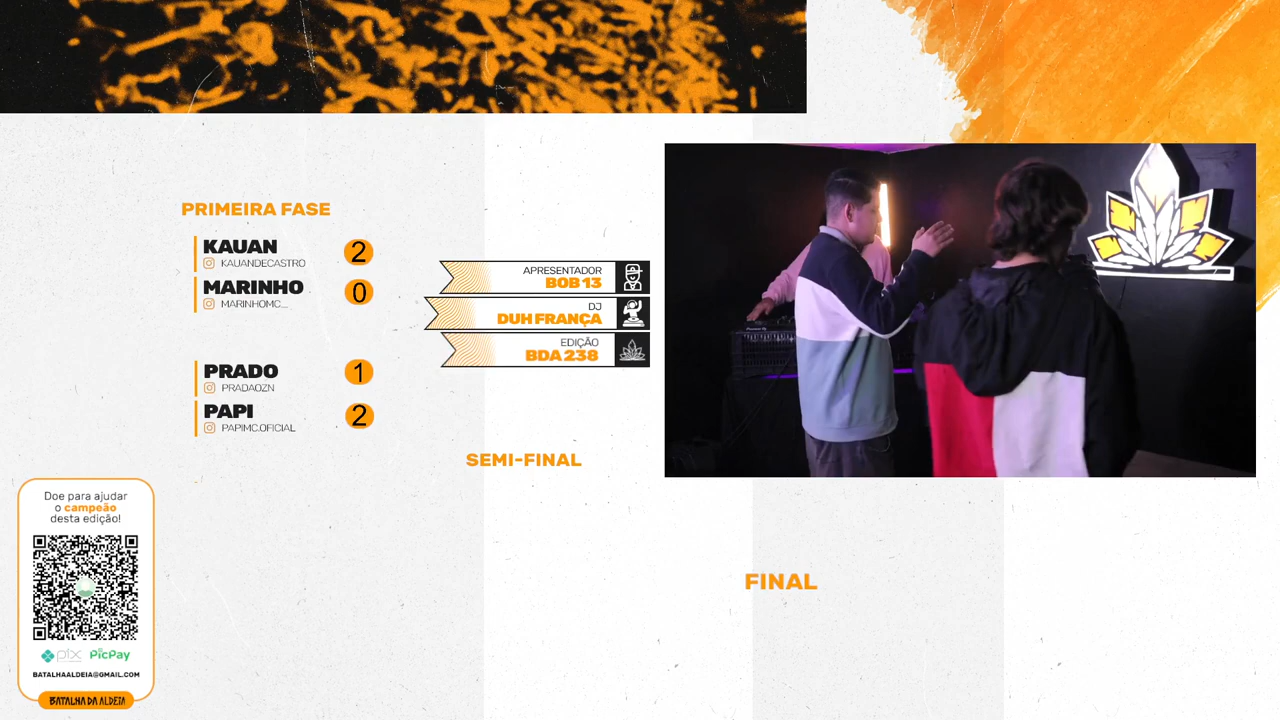 PRIMEIRA FASE
KAUAN
2
KAUANDECASTRO
MARINHO
0
MARINHOMC_
PRADO
1
PRADAOZN
PAPI
2
PAPIMC.OFICIAL
APRESENTADOR
BOB 13
DJ
DUH FRANÇA
EDIÇÃO
BDA 238
SEMI-FINAL
FINAL
Doe para ajudar
o campeão
desta edição!
pix PicPay
BATALHAALDEIA@GMAIL.COM
BATALHA DA ALDEIA